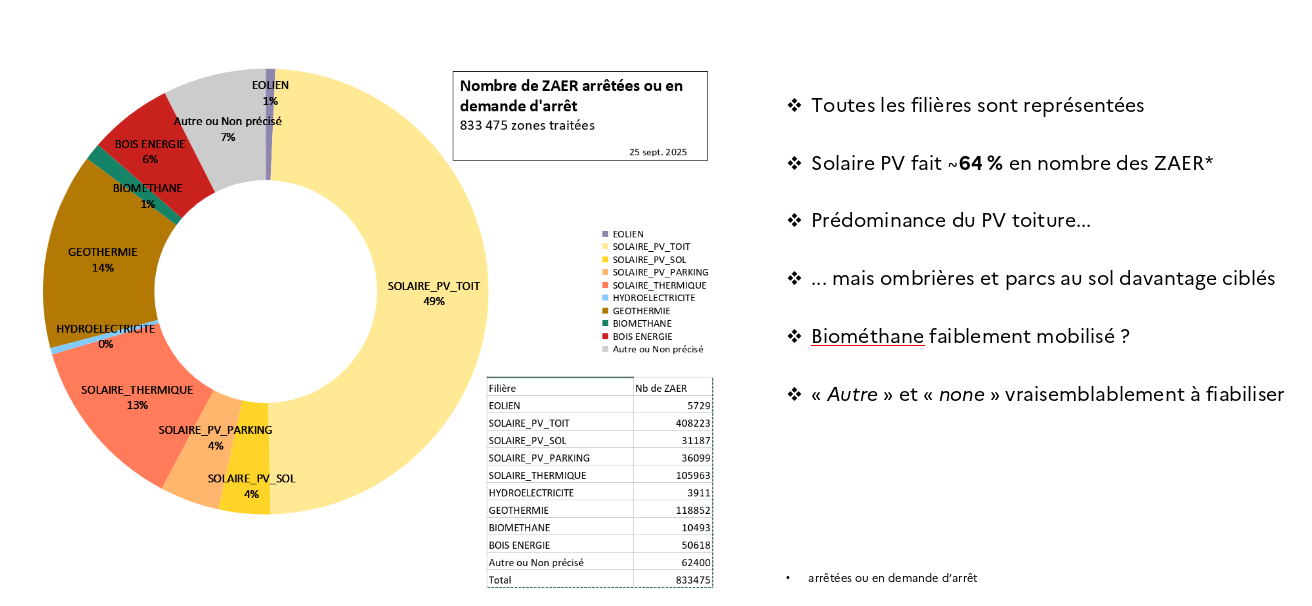 EOLIEN
1%
Autre ou Non précisé
7%
BOIS ENERGIE
6%
BIOMETHANE
1%
GEOTHERMIE
14%
SOLAIRE_PV_TOIT
49%
HYDROELECTRICITE
0%
SOLAIRE_THERMIQUE
13%
SOLAIRE_PV_PARKING
4%
SOLAIRE_PV_SOL
4%
Nombre de ZAER arrêtées ou en
demande d'arrêt
833 475 zones traitées
25 sept. 2025
EOLIEN
SOLAIRE_PV_TOIT
SOLAIRE_PV_SOL
SOLAIRE_PV_PARKING
SOLAIRE_THERMIQUE
HYDROELECTRICITE
GEOTHERMIE
BIOMETHANE
BOIS ENERGIE
Autre ou Non précisé
Filière Nb de ZAER
EOLIEN 5729
SOLAIRE_PV_TOIT 408223
SOLAIRE_PV_SOL 31187
SOLAIRE_PV_PARKING 36099
SOLAIRE_THERMIQUE 105963
HYDROELECTRICITE 3911
GEOTHERMIE 118852
BIOMETHANE 10493
BOIS ENERGIE 50618
Autre ou Non précisé 62400
Total 833475
❖ Toutes les filières sont représentées
❖ Solaire PV fait ~64 % en nombre des ZAER*
❖ Prédominance du PV toiture...
❖ ... mais ombrières et parcs au sol davantage ciblés
❖ Biométhane faiblement mobilisé ?
❖ « Autre » et « none » vraisemblablement à fiabiliser
• arrêtées ou en demande d'arrêt